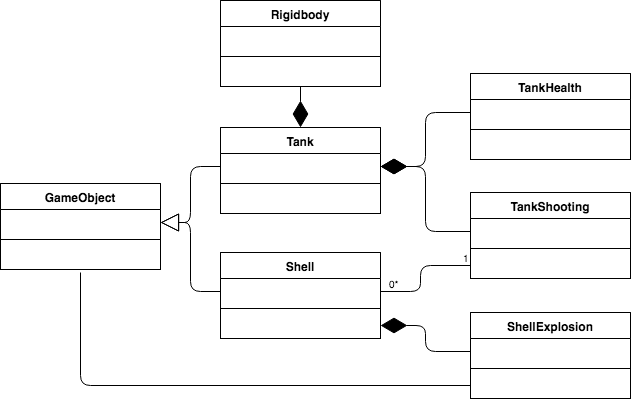 Rigidbody
TankHealth
Tank
GameObject
TankShooting
Shell
1
0*
ShellExplosion